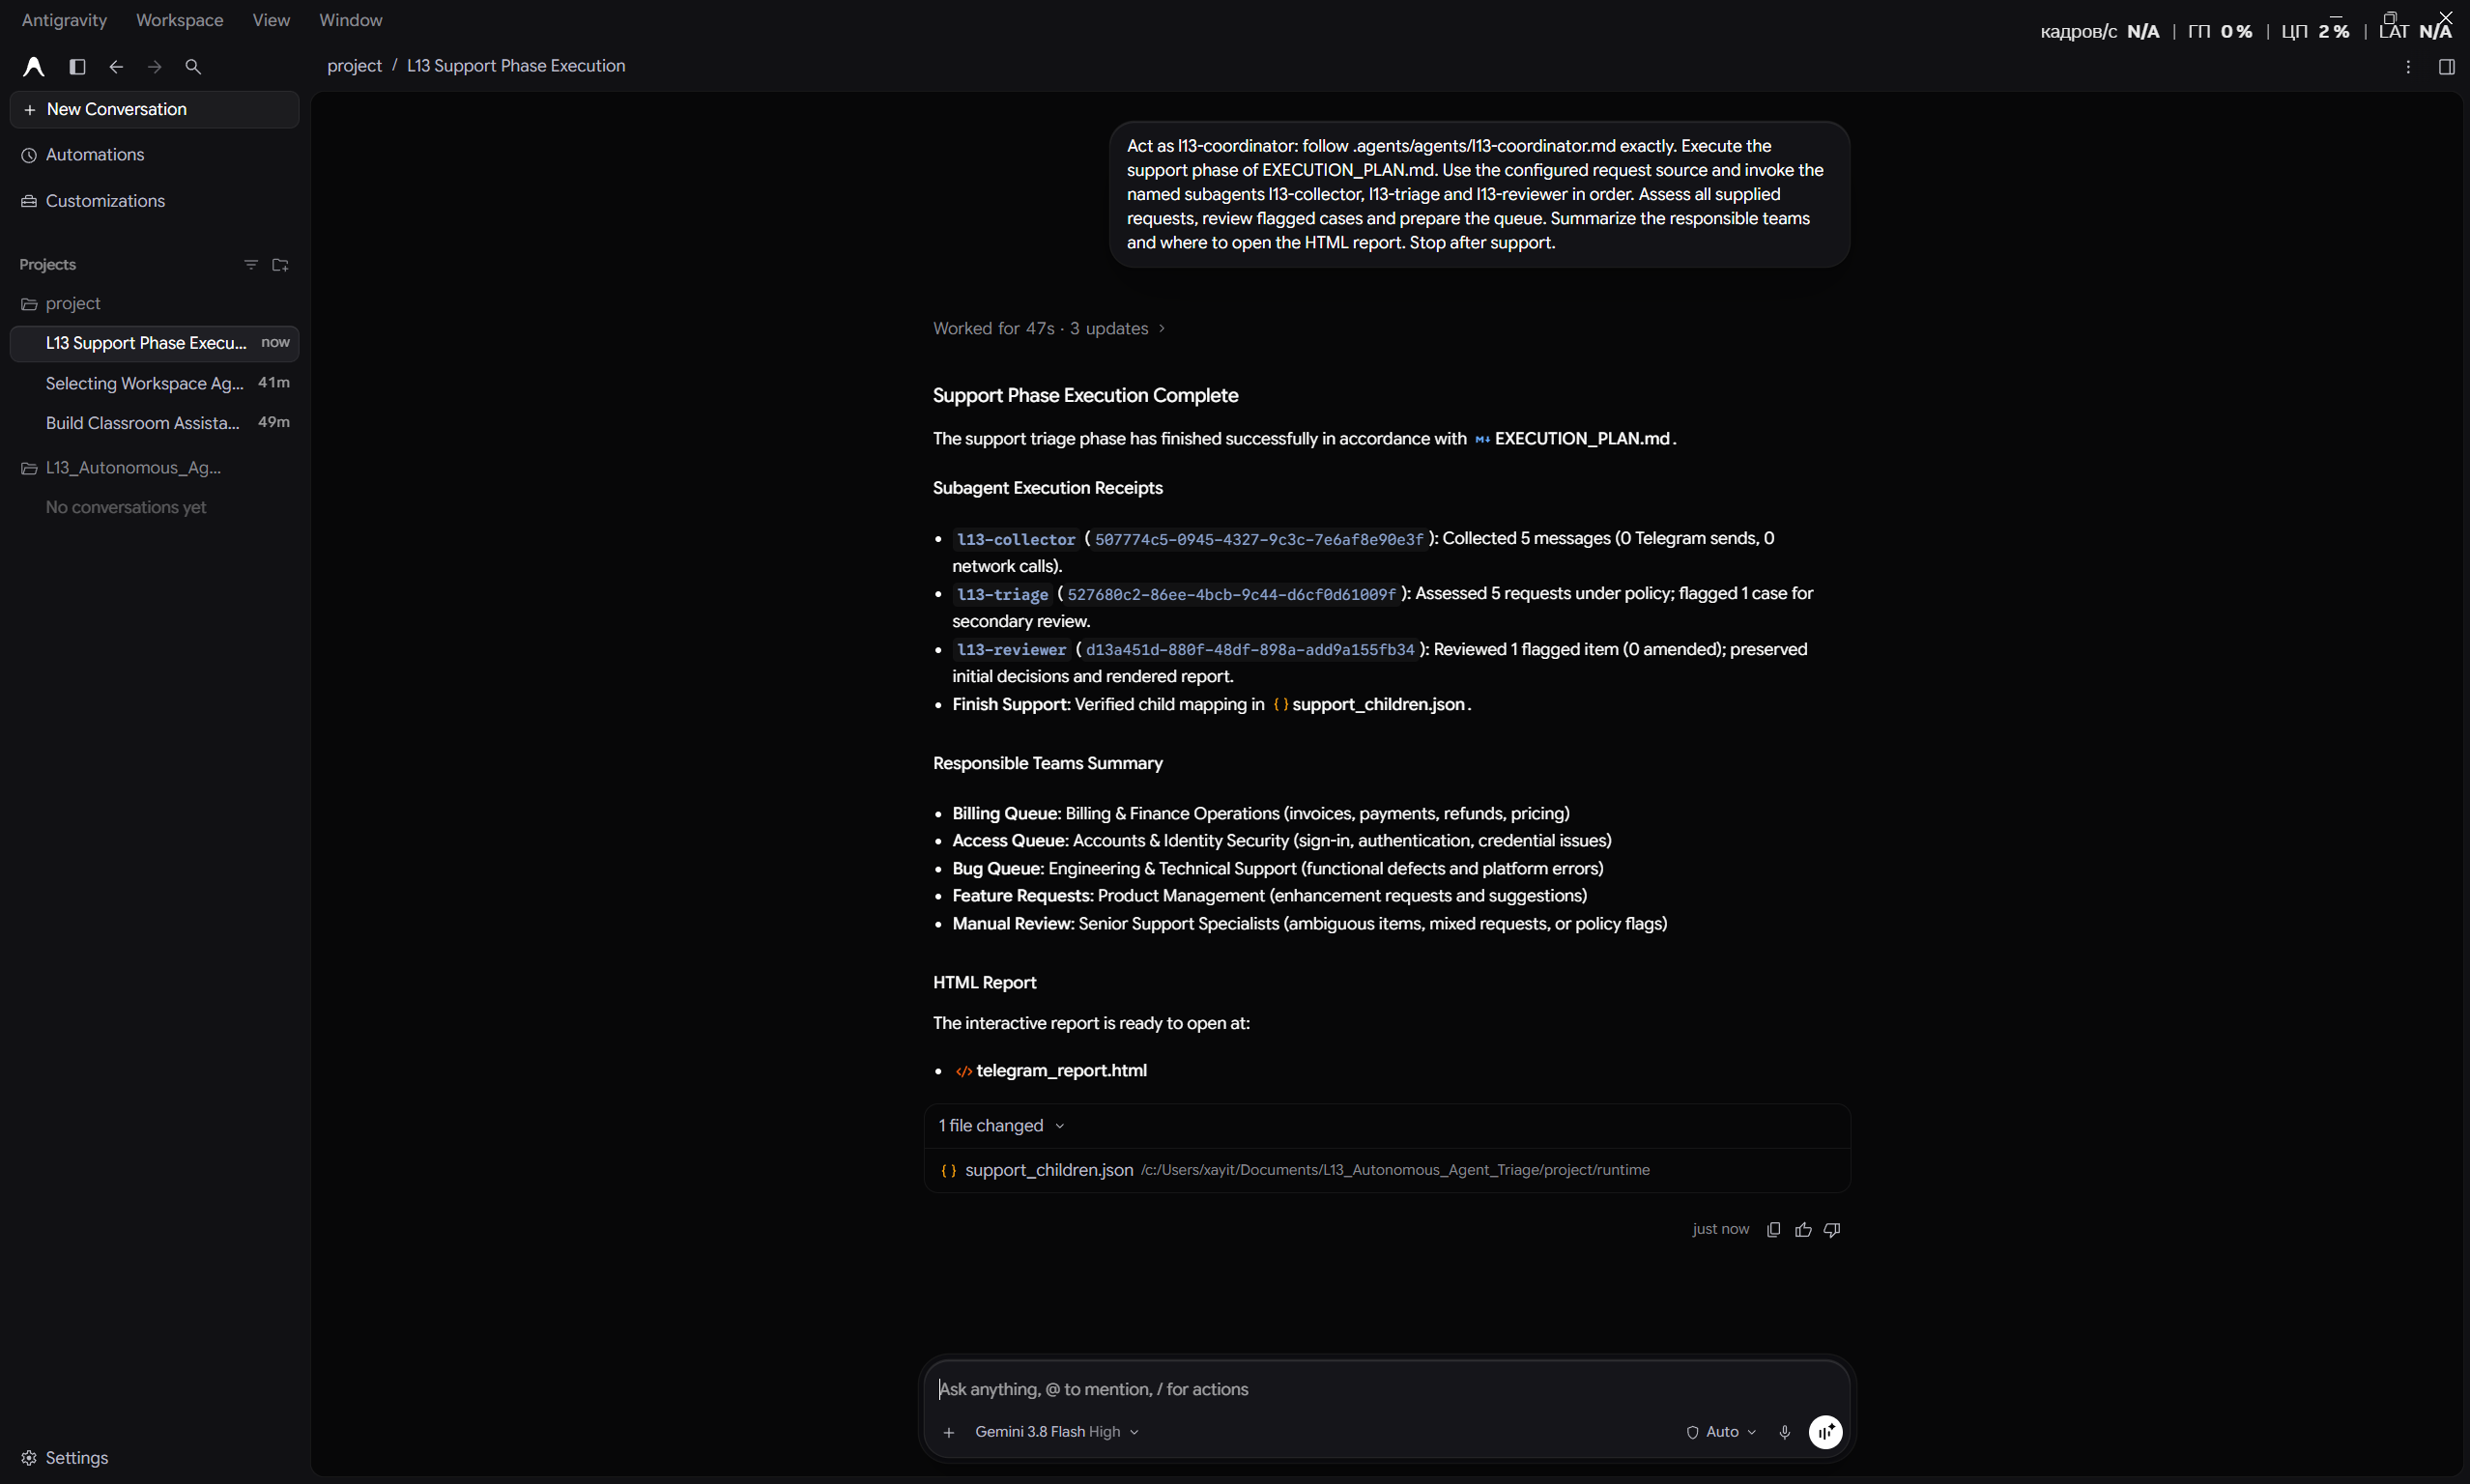 Antigravity Workspace View Window
кадров/с N/A | ГП 0 % | ЦП 2 % | LAT N/A
project / L13 Support Phase Execution
+ New Conversation
Automations
Customizations
Projects
project
L13 Support Phase Execu... now
Selecting Workspace Ag... 41m
Build Classroom Assista... 49m
L13_Autonomous_Ag...
No conversations yet
Settings
Act as l13-coordinator: follow .agents/agents/l13-coordinator.md exactly. Execute the
support phase of EXECUTION_PLAN.md. Use the configured request source and invoke the
named subagents l13-collector, l13-triage and l13-reviewer in order. Assess all supplied
requests, review flagged cases and prepare the queue. Summarize the responsible teams
and where to open the HTML report. Stop after support.
Worked for 47s · 3 updates >
Support Phase Execution Complete
The support triage phase has finished successfully in accordance with M↓ EXECUTION_PLAN.md.
Subagent Execution Receipts
• l13-collector (507774c5-0945-4327-9c3c-7e6af8e90e3f): Collected 5 messages (0 Telegram sends, 0
network calls).
• l13-triage (527680c2-86ee-4bcb-9c44-d6cf0d61009f): Assessed 5 requests under policy; flagged 1 case for
secondary review.
• l13-reviewer (d13a451d-880f-48df-898a-add9a155fb34): Reviewed 1 flagged item (0 amended); preserved
initial decisions and rendered report.
• Finish Support: Verified child mapping in {} support_children.json.
Responsible Teams Summary
• Billing Queue: Billing & Finance Operations (invoices, payments, refunds, pricing)
• Access Queue: Accounts & Identity Security (sign-in, authentication, credential issues)
• Bug Queue: Engineering & Technical Support (functional defects and platform errors)
• Feature Requests: Product Management (enhancement requests and suggestions)
• Manual Review: Senior Support Specialists (ambiguous items, mixed requests, or policy flags)
HTML Report
The interactive report is ready to open at:
• </> telegram_report.html
1 file changed
{} support_children.json /c:/Users/xayit/Documents/L13_Autonomous_Agent_Triage/project/runtime
just now
Ask anything, @ to mention, / for actions
+ Gemini 3.8 Flash High Auto